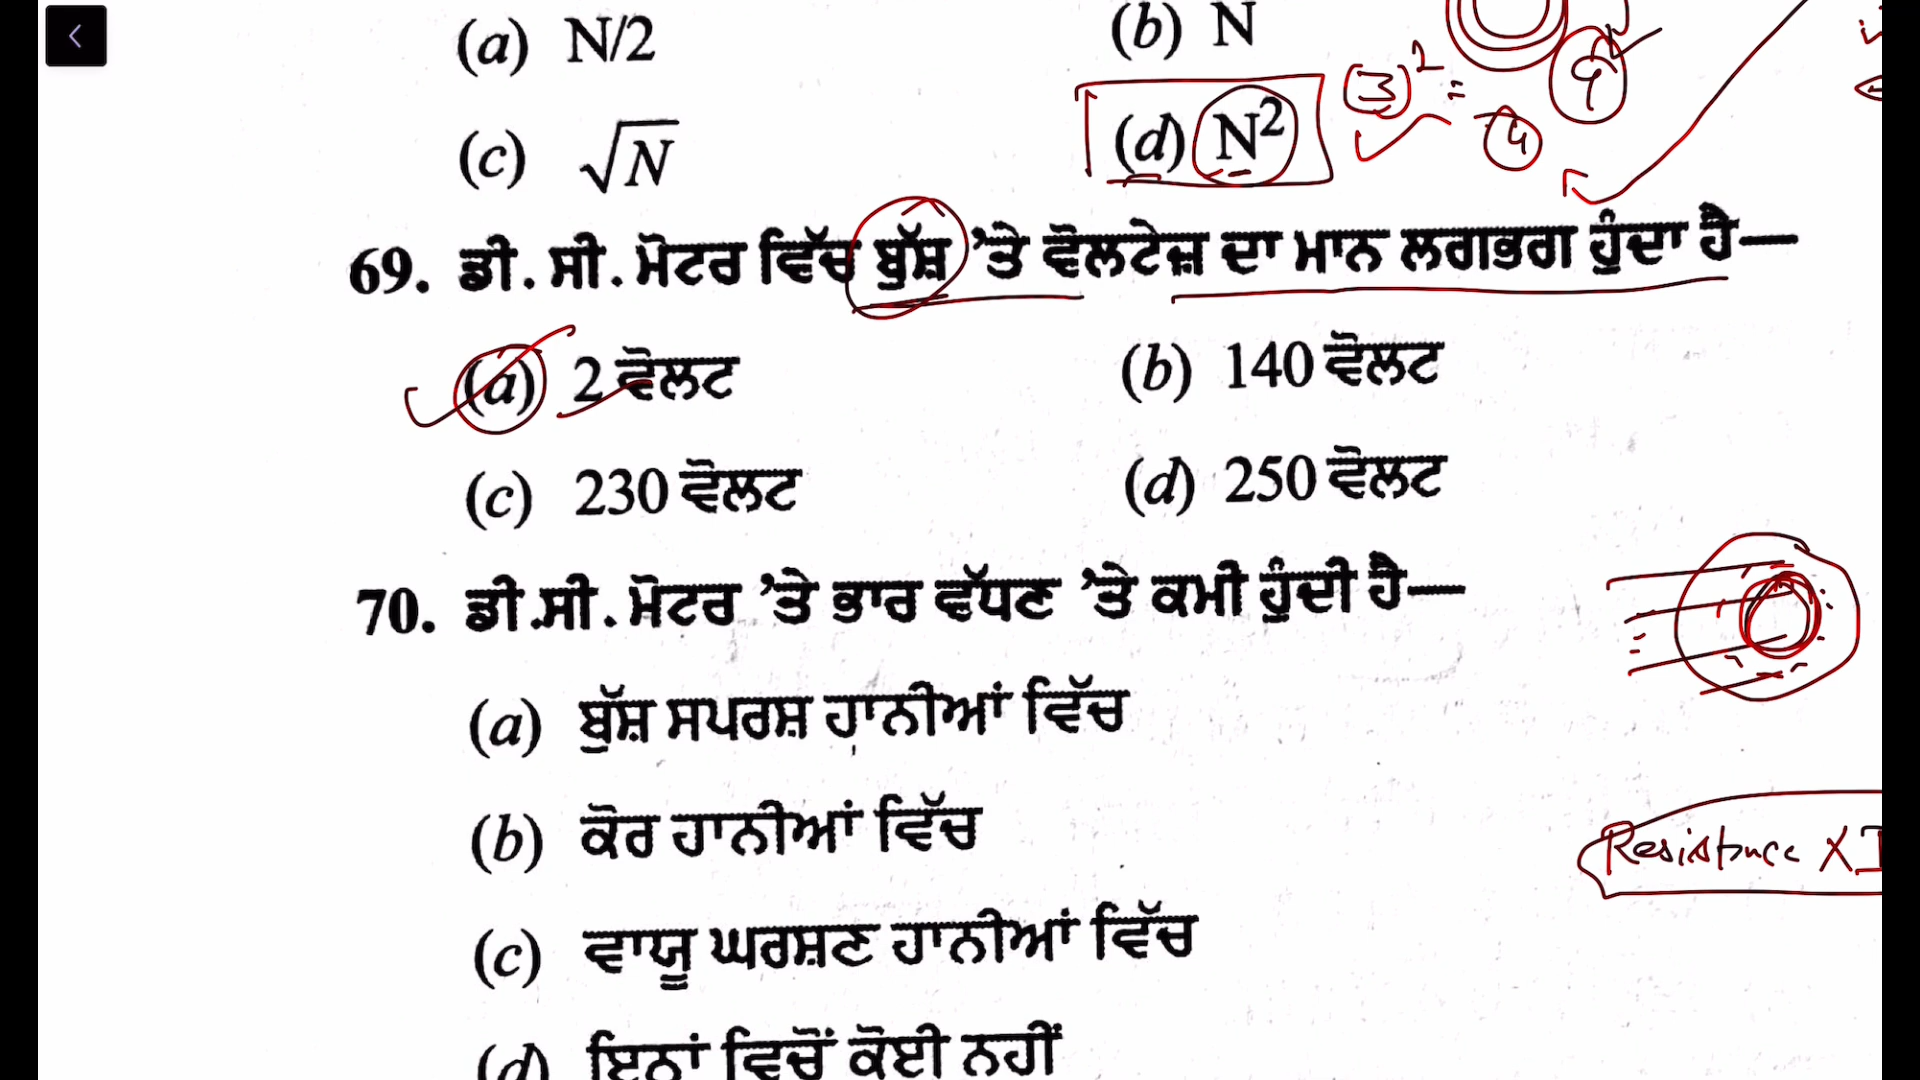 (a) N/2 (b) N
(3)² = 9
(c) √N (d) N² 4
69. ਡੀ. ਸੀ. ਮੋਟਰ ਵਿੱਚ ਬੁੱਸ਼ 'ਤੇ ਵੋਲਟੇਜ਼ ਦਾ ਮਾਨ ਲਗਭਗ ਹੁੰਦਾ ਹੈ—
(a) 2 ਵੋਲਟ (b) 140 ਵੋਲਟ
(c) 230 ਵੋਲਟ (d) 250 ਵੋਲਟ
70. ਡੀ.ਸੀ. ਮੋਟਰ 'ਤੇ ਭਾਰ ਵੱਧਣ 'ਤੇ ਕਮੀ ਹੁੰਦੀ ਹੈ—
(a) ਬੁੱਸ਼ ਸਪਰਸ਼ ਹਾਨੀਆਂ ਵਿੱਚ
(b) ਕੋਰ ਹਾਨੀਆਂ ਵਿੱਚ
Resistance X I
(c) ਵਾਯੂ ਘਰਸ਼ਣ ਹਾਨੀਆਂ ਵਿੱਚ
(d) ਇਨਾਂ ਵਿਚੋਂ ਕੋਈ ਨਹੀਂ